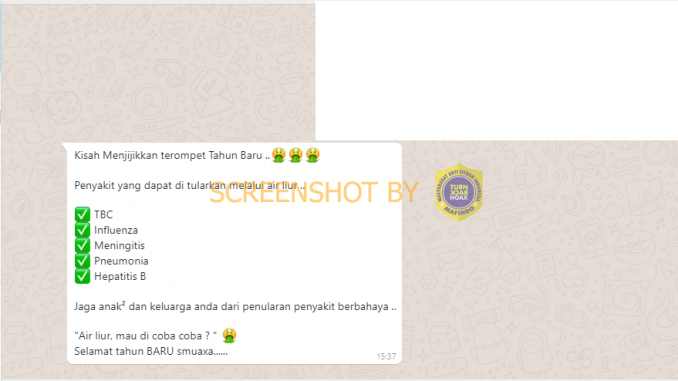 Kisah Menjijikkan terompet Tahun Baru ..🤮🤮🤮
Penyakit yang dapat di tularkan melalui air liur ..
SCREENSHOT BY
MASYARAKAT ANTI FITNAH INDONESIA
TURN
BACK
HOAX
MAFINDO
✅ TBC
✅ Influenza
✅ Meningitis
✅ Pneumonia
✅ Hepatitis B
Jaga anak² dan keluarga anda dari penularan penyakit berbahaya ..
"Air liur, mau di coba coba ? " 🤮
Selamat tahun BARU smuaxa......
15:37